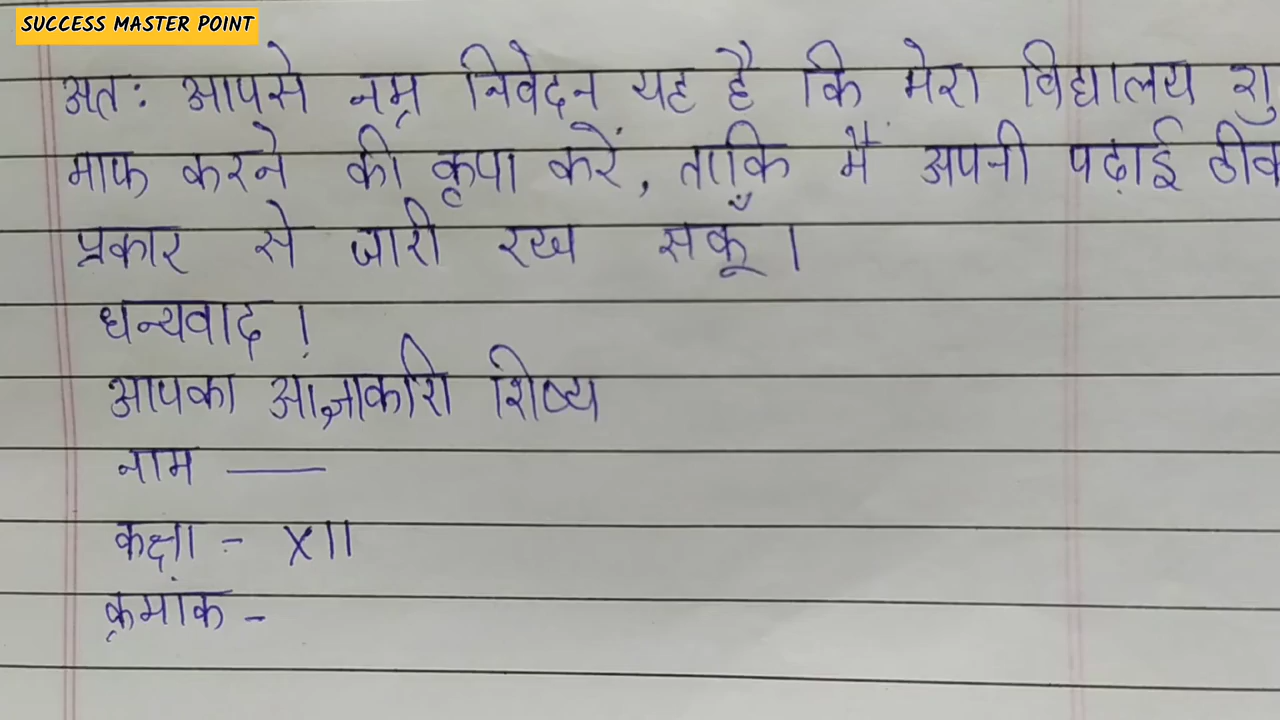 SUCCESS MASTER POINT
अतः आपसे नम्र निवेदन यह है कि मेरा विद्यालय शु
माफ करने की कृपा करें, ताकि मैं अपनी पढ़ाई ठीक
प्रकार से जारी रख सकूँ।
धन्यवाद !
आपका आज्ञाकारि शिष्य
नाम —
कक्षा - XII
क्रमांक -